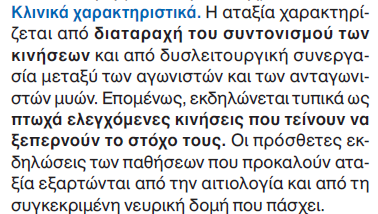 Κλινικά χαρακτηριστικά. Η αταξία χαρακτηρί-
ζεται από διαταραχή του συντονισμού των
κινήσεων και από δυσλειτουργική συνεργα-
σία μεταξύ των αγωνιστών και των ανταγωνι-
στών μυών. Επομένως, εκδηλώνεται τυπικά ως
πτωχά ελεγχόμενες κινήσεις που τείνουν να
ξεπερνούν το στόχο τους. Οι πρόσθετες εκ-
δηλώσεις των παθήσεων που προκαλούν ατα-
ξία εξαρτώνται από την αιτιολογία και από τη
συγκεκριμένη νευρική δομή που πάσχει.